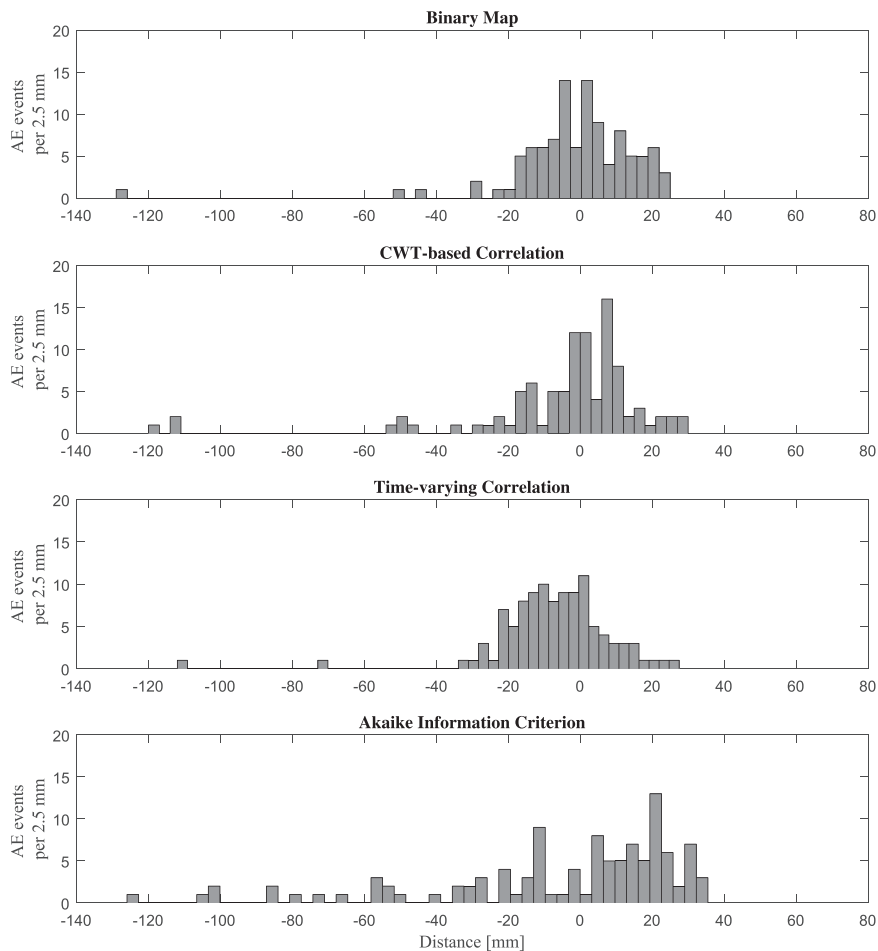 Binary Map
20
15
10
5
0
AE events
per 2.5 mm
-140 -120 -100 -80 -60 -40 -20 0 20 40 60 80
CWT-based Correlation
20
15
10
5
0
AE events
per 2.5 mm
-140 -120 -100 -80 -60 -40 -20 0 20 40 60 80
Time-varying Correlation
20
15
10
5
0
AE events
per 2.5 mm
-140 -120 -100 -80 -60 -40 -20 0 20 40 60 80
Akaike Information Criterion
20
15
10
5
0
AE events
per 2.5 mm
-140 -120 -100 -80 -60 -40 -20 0 20 40 60 80
Distance [mm]